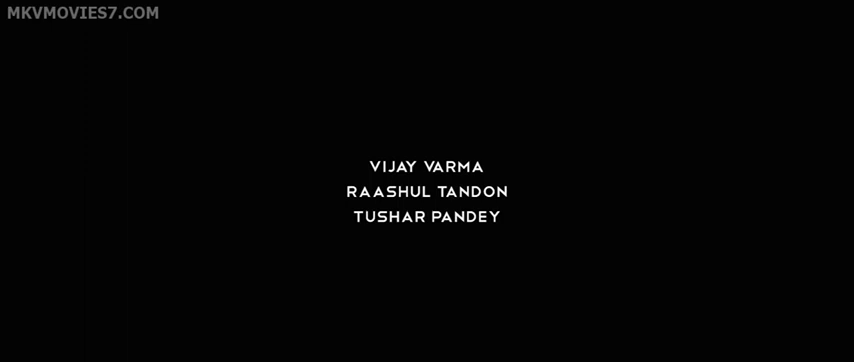 MKVMOVIES7.COM
VIJAY VARMA
RAASHUL TANDON
TUSHAR PANDEY